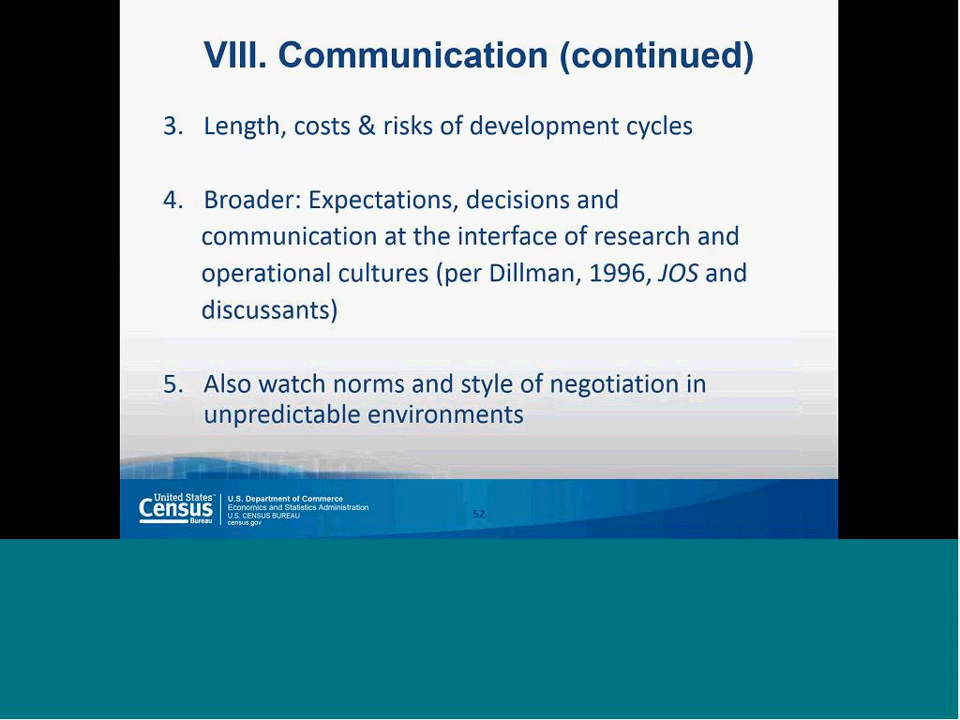 VIII. Communication (continued)
3. Length, costs & risks of development cycles
4. Broader: Expectations, decisions and
communication at the interface of research and
operational cultures (per Dillman, 1996, JOS and
discussants)
5. Also watch norms and style of negotiation in
unpredictable environments
United States™
Census
Bureau
U.S. Department of Commerce
Economics and Statistics Administration
U.S. CENSUS BUREAU
census.gov
52